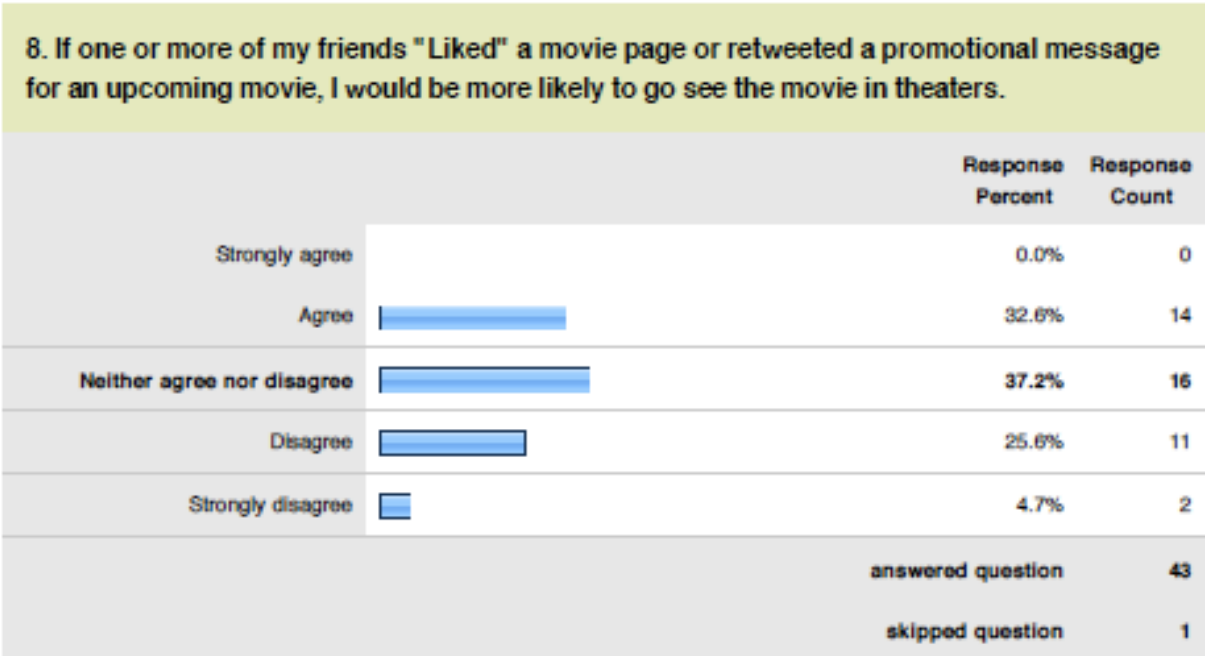 8. If one or more of my friends "Liked" a movie page or retweeted a promotional message
for an upcoming movie, I would be more likely to go see the movie in theaters.
Response Response
Percent Count
Strongly agree 0.0% 0
Agree 32.6% 14
Neither agree nor disagree 37.2% 16
Disagree 25.6% 11
Strongly disagree 4.7% 2
answered question 43
skipped question 1